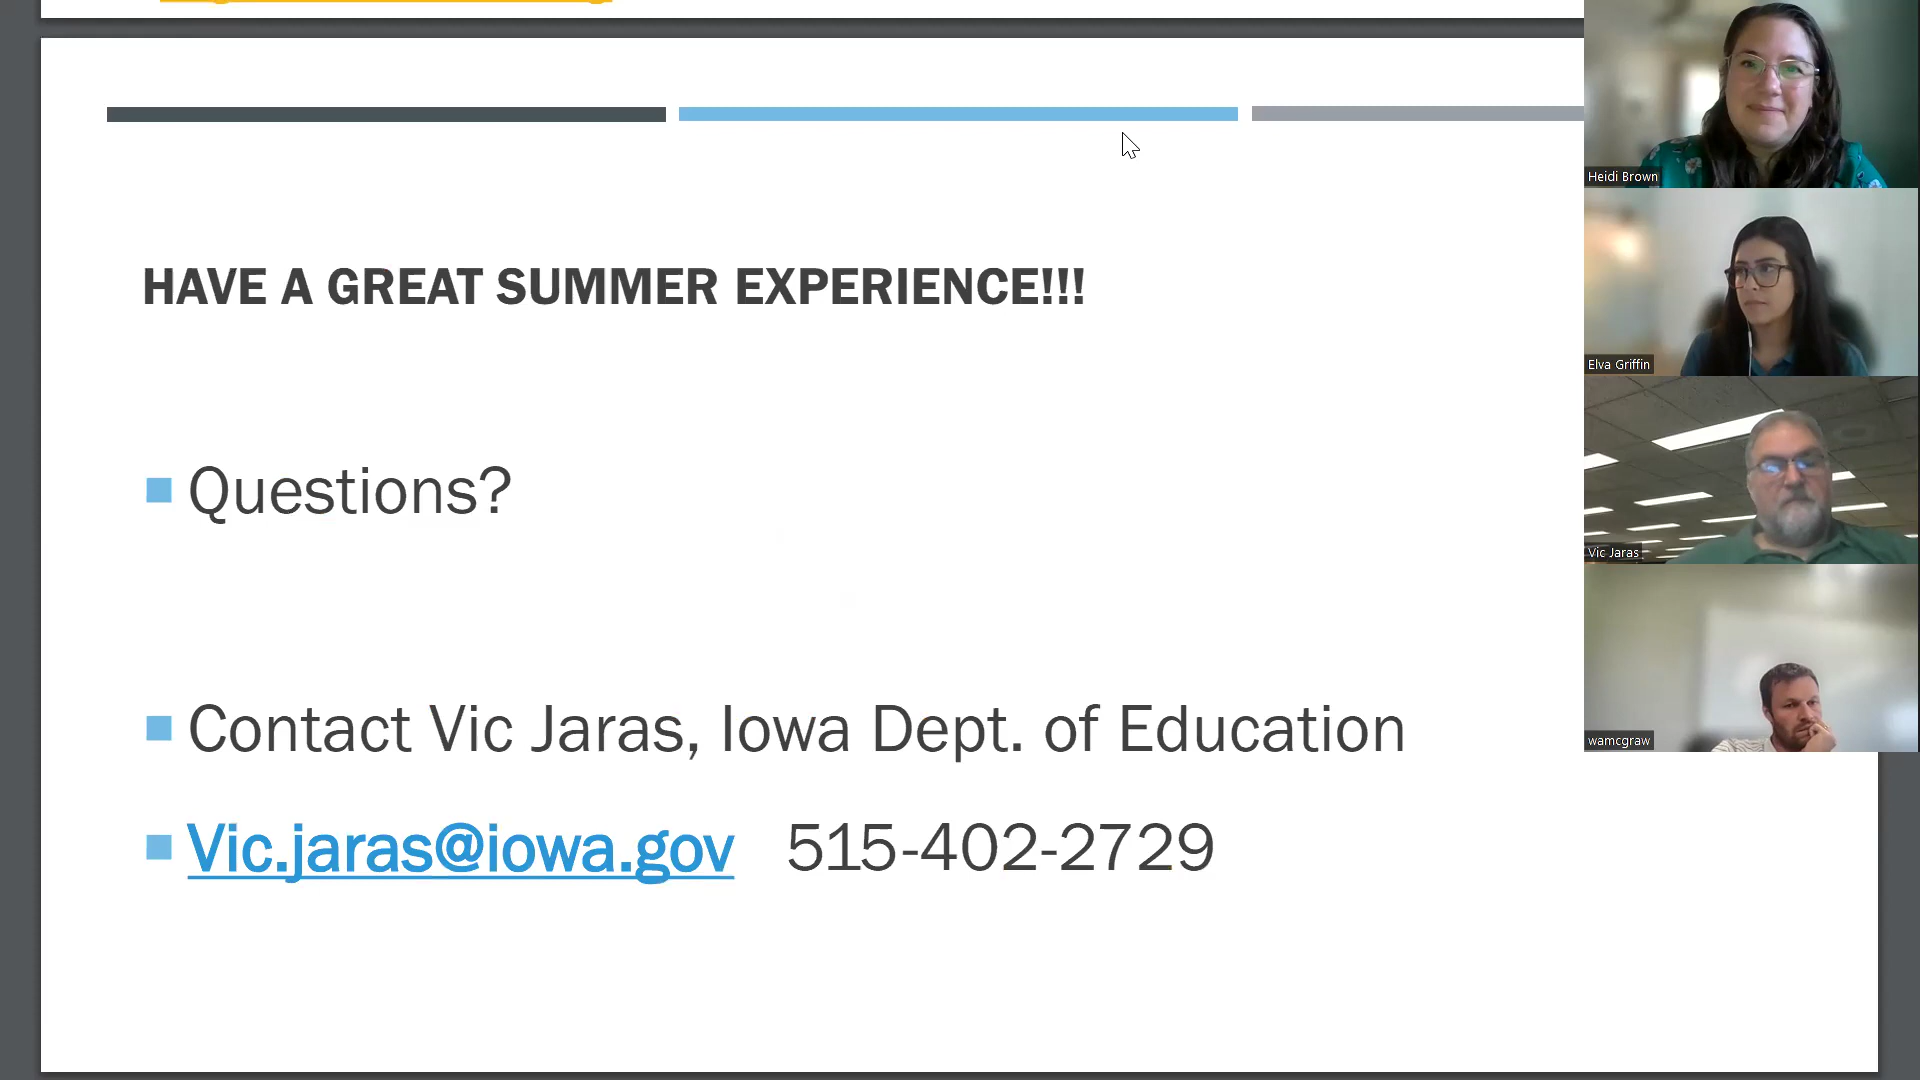 HAVE A GREAT SUMMER EXPERIENCE!!!
Questions?
Contact Vic Jaras, Iowa Dept. of Education
Vic.jaras@iowa.gov 515-402-2729
Heidi Brown
Elva Griffin
Vic Jaras
wamcgraw